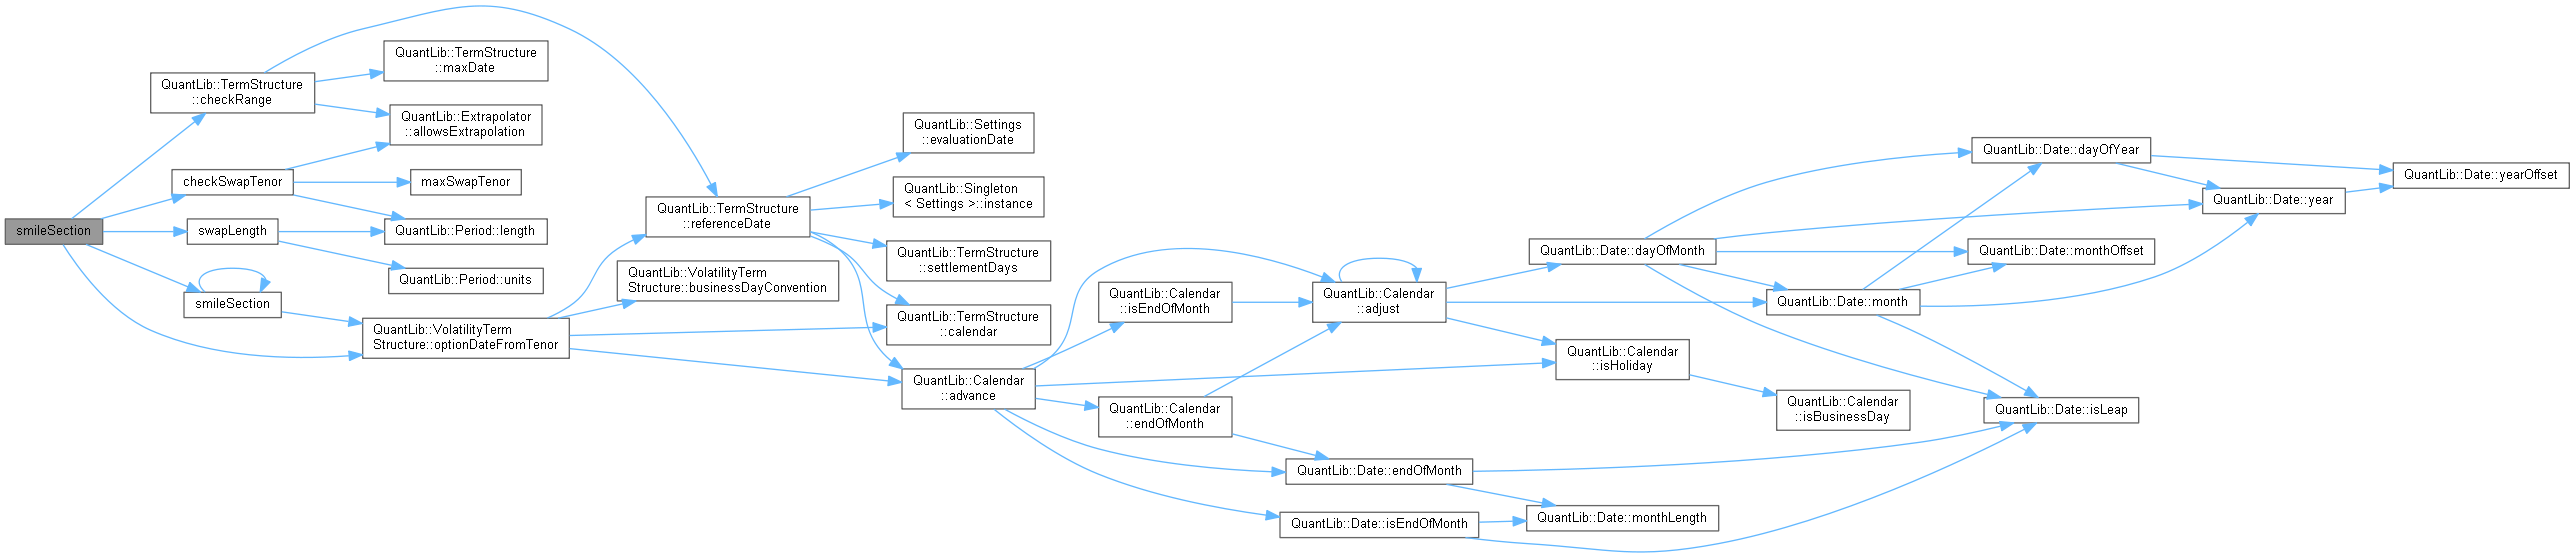 smileSection
QuantLib::TermStructure
::checkRange
checkSwapTenor
swapLength
smileSection
QuantLib::TermStructure
::maxDate
QuantLib::Extrapolator
::allowsExtrapolation
maxSwapTenor
QuantLib::Period::length
QuantLib::Period::units
QuantLib::VolatilityTerm
Structure::optionDateFromTenor
QuantLib::TermStructure
::referenceDate
QuantLib::VolatilityTerm
Structure::businessDayConvention
QuantLib::Settings
::evaluationDate
QuantLib::Singleton
< Settings >::instance
QuantLib::TermStructure
::settlementDays
QuantLib::TermStructure
::calendar
QuantLib::Calendar
::advance
QuantLib::Calendar
::isEndOfMonth
QuantLib::Calendar
::endOfMonth
QuantLib::Calendar
::adjust
QuantLib::Date::endOfMonth
QuantLib::Date::isEndOfMonth
QuantLib::Date::dayOfMonth
QuantLib::Calendar
::isHoliday
QuantLib::Date::monthLength
QuantLib::Date::month
QuantLib::Calendar
::isBusinessDay
QuantLib::Date::dayOfYear
QuantLib::Date::monthOffset
QuantLib::Date::isLeap
QuantLib::Date::year
QuantLib::Date::yearOffset